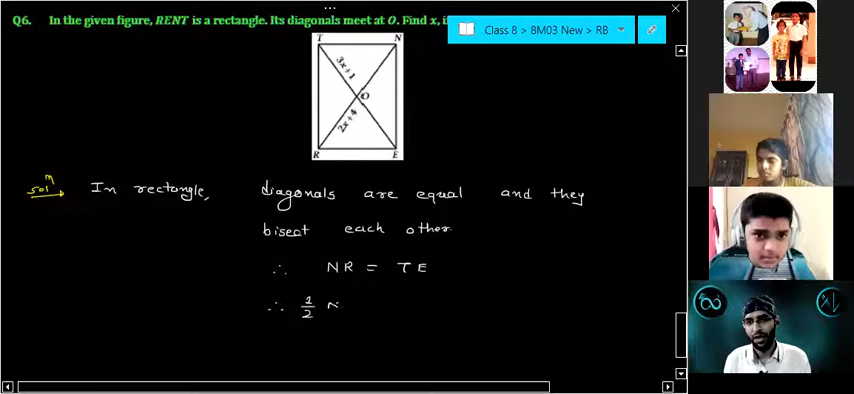 Q6. In the given figure, RENT is a rectangle. Its diagonals meet at O. Find x, i
Class 8 > 8M03 New > RB
T N
3x+1
O
2x+4
R E
solⁿ In rectangle, diagonals are equal and they
bisect each other.
∴ NR = TE
∴ 1/2 N